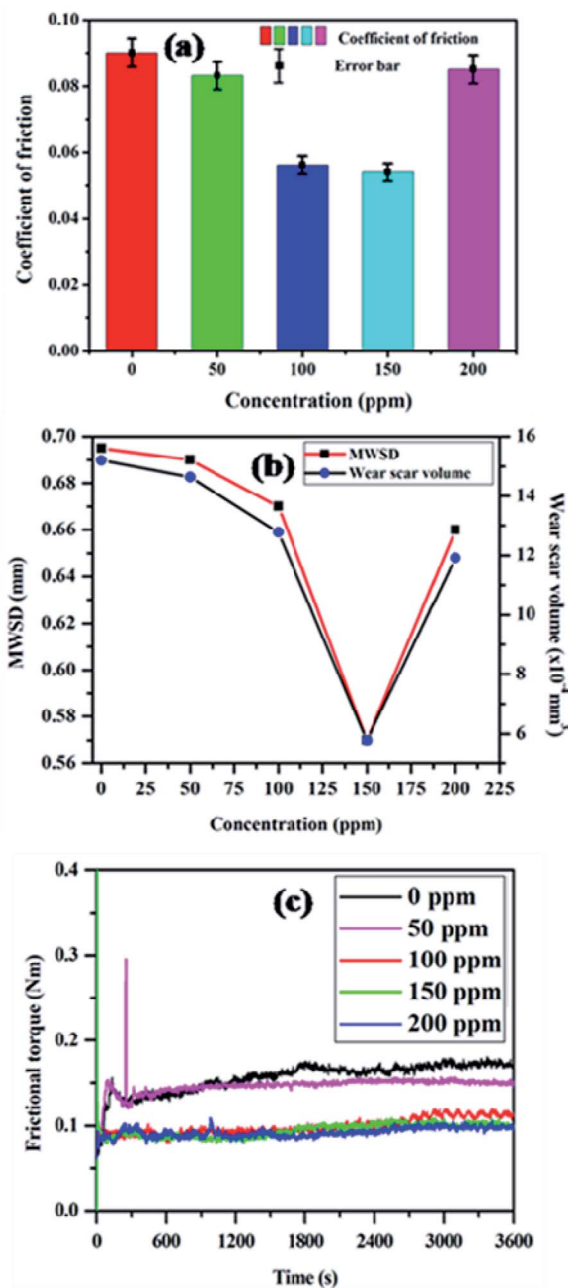 (a)
Coefficient of friction
Error bar
0.10
0.08
0.06
0.04
0.02
0.00
Coefficient of friction
0 50 100 150 200
Concentration (ppm)
(b)
MWSD
Wear scar volume
0.70
0.68
0.66
0.64
0.62
0.60
0.58
0.56
MWSD (mm)
16
14
12
10
8
6
Wear scar volume (x10⁻⁴ mm³)
0 25 50 75 100 125 150 175 200 225
Concentration (ppm)
(c)
0 ppm
50 ppm
100 ppm
150 ppm
200 ppm
0.4
0.3
0.2
0.1
0.0
Frictional torque (Nm)
0 600 1200 1800 2400 3000 3600
Time (s)